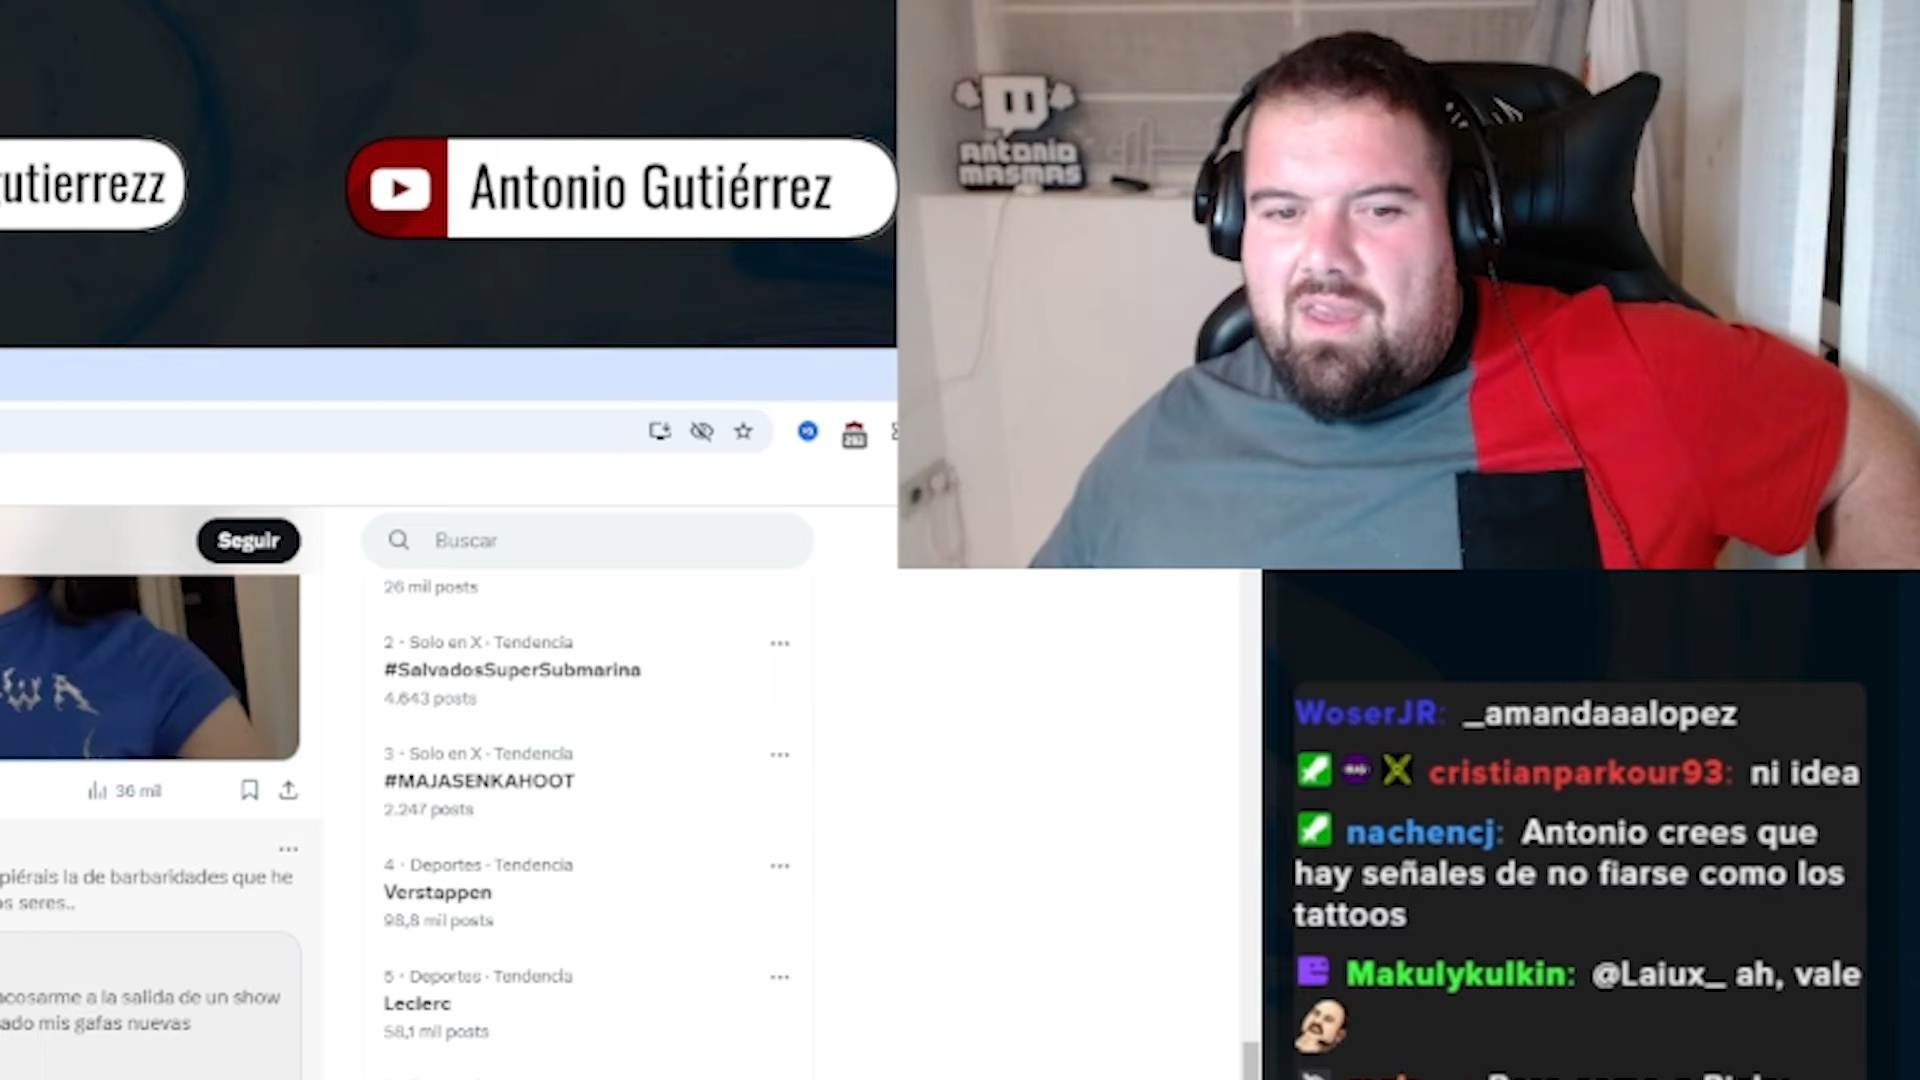 gutierrezz
Antonio Gutiérrez
antonio
masmas
Seguir
Buscar
26 mil posts
2 · Solo en X · Tendencia
#SalvadosSuperSubmarina
4.643 posts
3 · Solo en X · Tendencia
#MAJASENKAHOOT
2.247 posts
4 · Deportes · Tendencia
Verstappen
98,8 mil posts
5 · Deportes · Tendencia
Leclerc
58,1 mil posts
36 mil
piérais la de barbaridades que he
os seres..
acosarme a la salida de un show
ado mis gafas nuevas
WoserJR: _amandaaalopez
cristianparkour93: ni idea
nachencj: Antonio crees que
hay señales de no fiarse como los
tattoos
Makulykulkin: @Laiux_ ah, vale